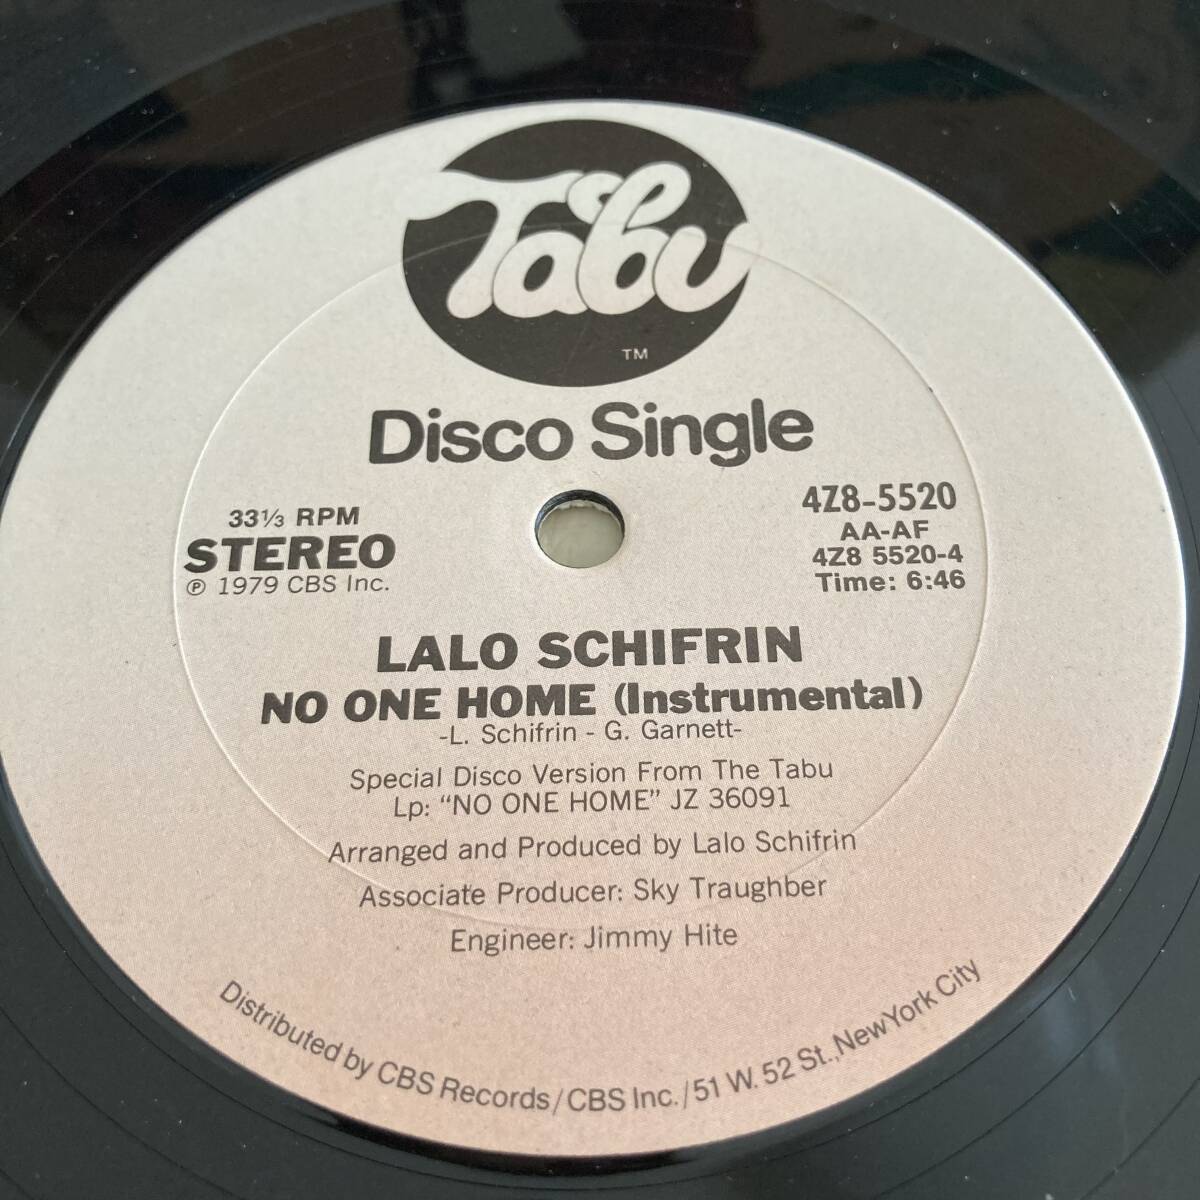 Tabu
TM
Disco Single
33⅓ RPM
STEREO
℗ 1979 CBS Inc.
4Z8-5520
AA-AF
4Z8 5520-4
Time: 6:46
LALO SCHIFRIN
NO ONE HOME (Instrumental)
-L. Schifrin - G. Garnett-
Special Disco Version From The Tabu
Lp: “NO ONE HOME” JZ 36091
Arranged and Produced by Lalo Schifrin
Associate Producer: Sky Traughber
Engineer: Jimmy Hite
Distributed by CBS Records/CBS Inc./51 W. 52 St., New York City